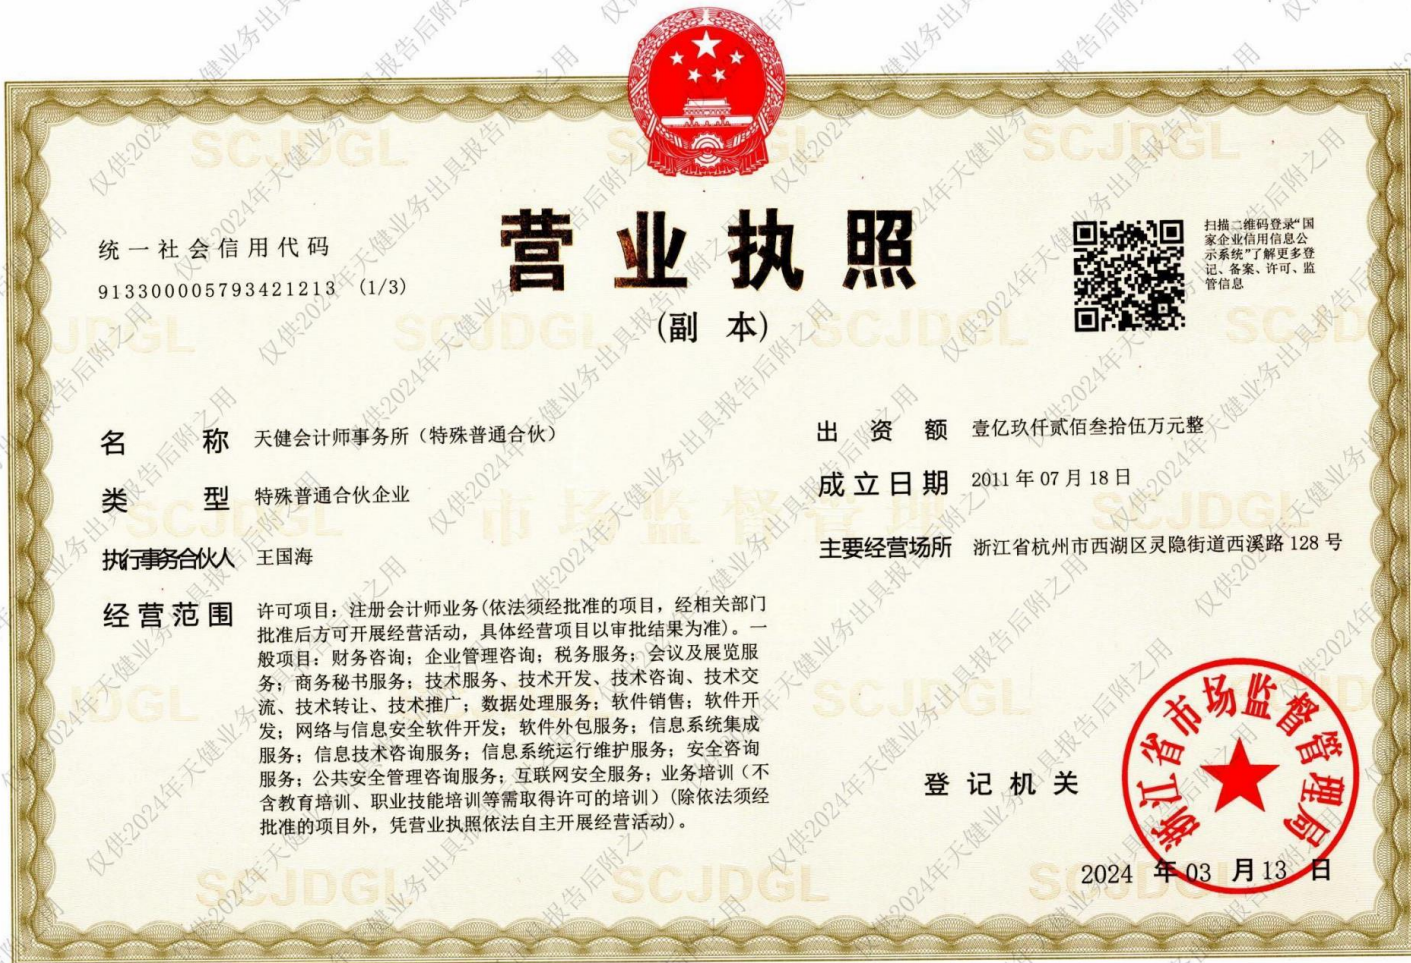 营业执照
(副 本)
统一社会信用代码
913300005793421213 (1/3)
扫描二维码登录“国
家企业信用信息公
示系统”了解更多登
记、备案、许可、监
管信息
名 称 天健会计师事务所（特殊普通合伙）
类 型 特殊普通合伙企业
执行事务合伙人 王国海
经营范围 许可项目：注册会计师业务(依法须经批准的项目，经相关部门
批准后方可开展经营活动，具体经营项目以审批结果为准)。一
般项目：财务咨询；企业管理咨询；税务服务；会议及展览服
务；商务秘书服务；技术服务、技术开发、技术咨询、技术交
流、技术转让、技术推广；数据处理服务；软件销售；软件开
发；网络与信息安全软件开发；软件外包服务；信息系统集成
服务；信息技术咨询服务；信息系统运行维护服务；安全咨询
服务；公共安全管理咨询服务；互联网安全服务；业务培训（不
含教育培训、职业技能培训等需取得许可的培训）(除依法须经
批准的项目外，凭营业执照依法自主开展经营活动)。
出 资 额 壹亿玖仟贰佰叁拾伍万元整
成立日期 2011 年 07 月 18 日
主要经营场所 浙江省杭州市西湖区灵隐街道西溪路 128 号
登记机关
浙江省市场监督管理局
2024 年 03 月 13 日
SCJDGL
市场监督管理
仅供2024年天健业务出具报告后附之用